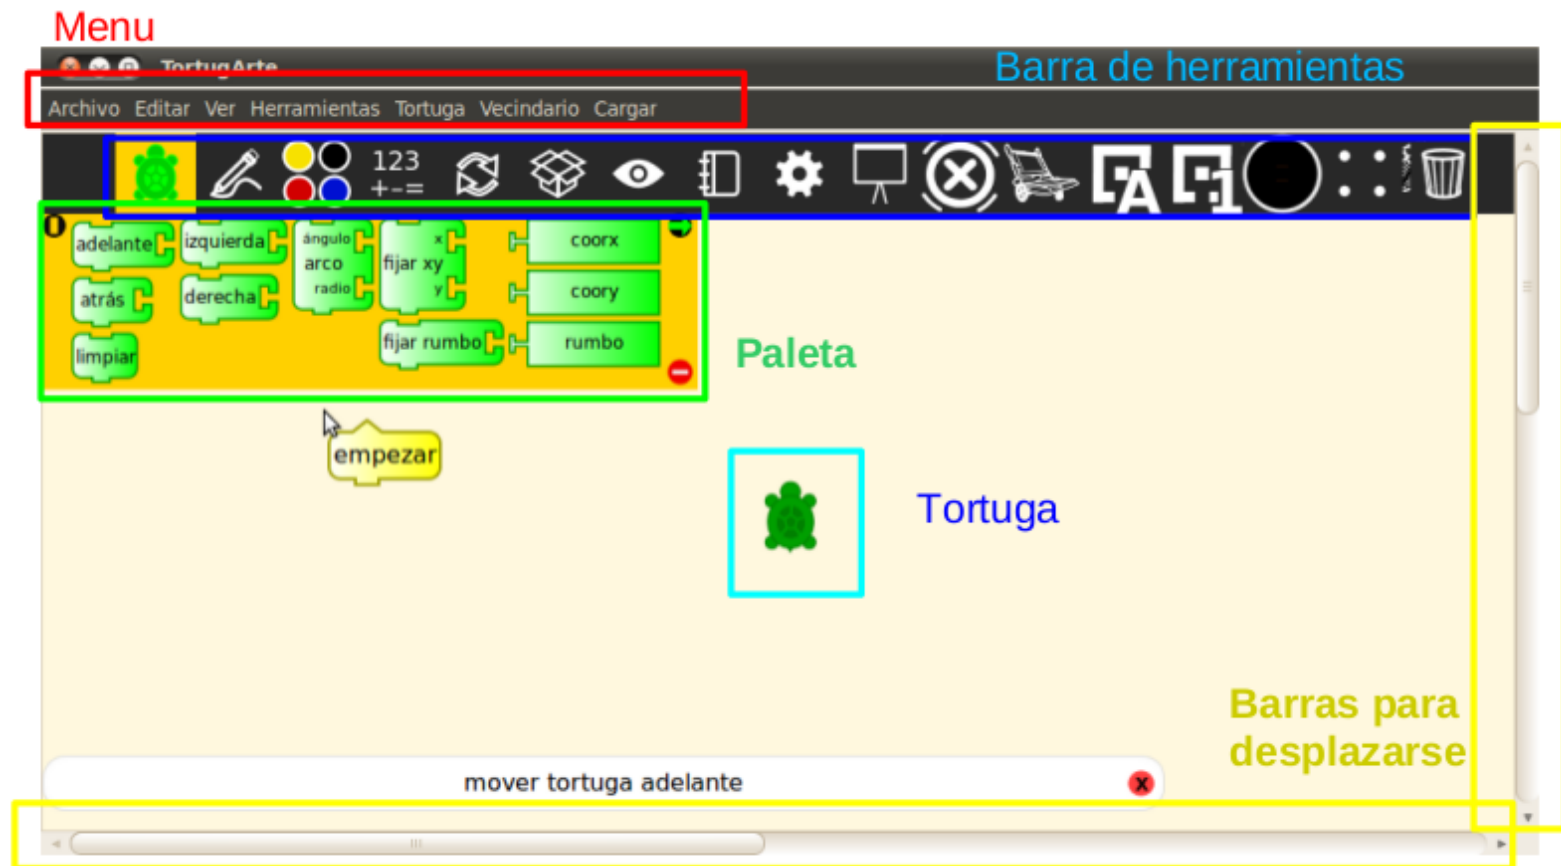 Menu
TortugArte
Barra de herramientas
Archivo Editar Ver Herramientas Tortuga Vecindario Cargar
123
+-=
A
1
adelante izquierda ángulo arco radio x fijar xy y coorx
atrás derecha coory
limpiar fijar rumbo rumbo
Paleta
empezar
Tortuga
Barras para
desplazarse
mover tortuga adelante x